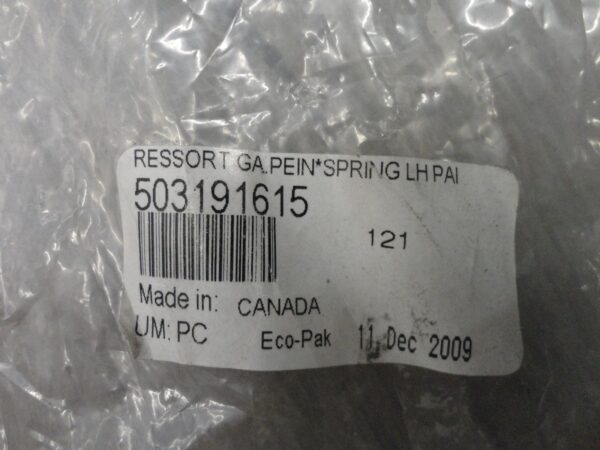 RESSORT GA.PEIN*SPRING LH PAI
503191615
121
Made in: CANADA
UM: PC Eco-Pak 11 Dec 2009